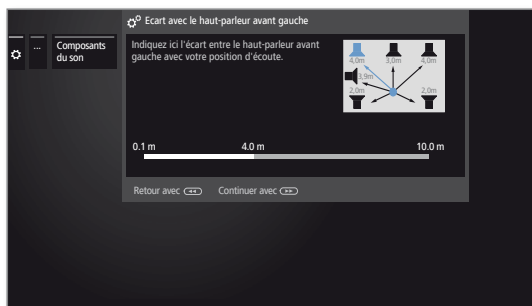 Ecart avec le haut-parleur avant gauche
...
Composants
du son
Indiquez ici l'écart entre le haut-parleur avant
gauche avec votre position d'écoute.
4,0m 3,0m 4,0m
3,9m
2,0m 2,0m
0.1 m 4.0 m 10.0 m
Retour avec Continuer avec